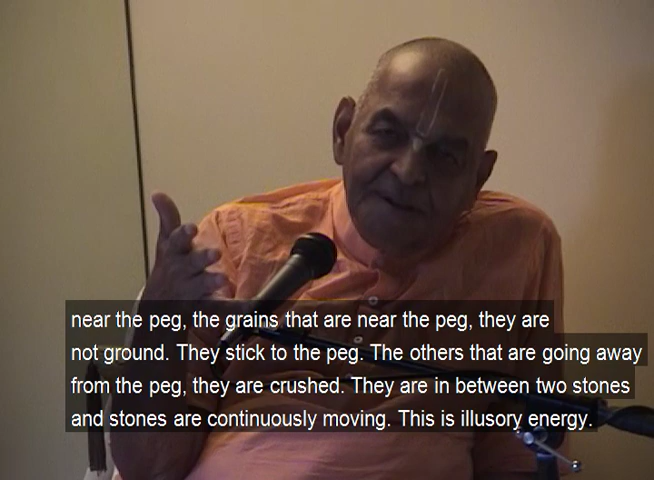 near the peg, the grains that are near the peg, they are
not ground. They stick to the peg. The others that are going away
from the peg, they are crushed. They are in between two stones
and stones are continuously moving. This is illusory energy.